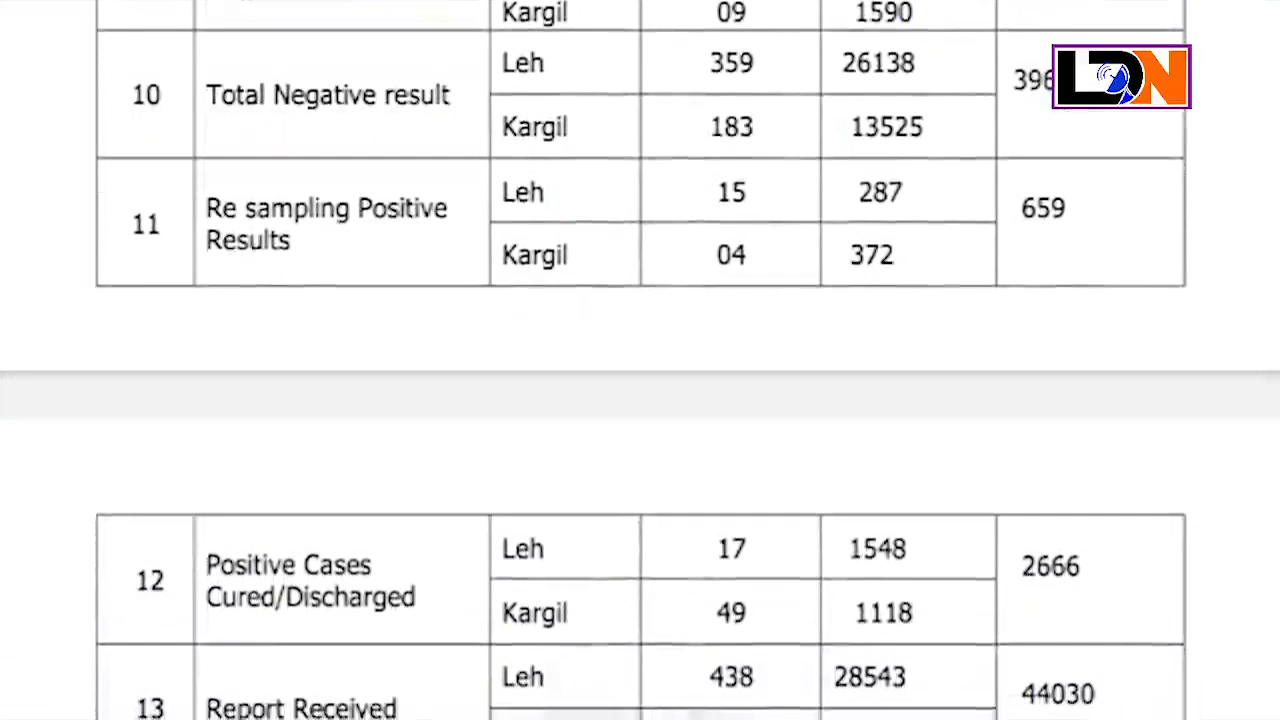 Kargil 09 1590
Leh 359 26138
10 Total Negative result 396
LDN
Kargil 183 13525
Leh 15 287
11 Re sampling Positive Results 659
Kargil 04 372
Leh 17 1548
12 Positive Cases Cured/Discharged 2666
Kargil 49 1118
Leh 438 28543
13 Report Received 44030